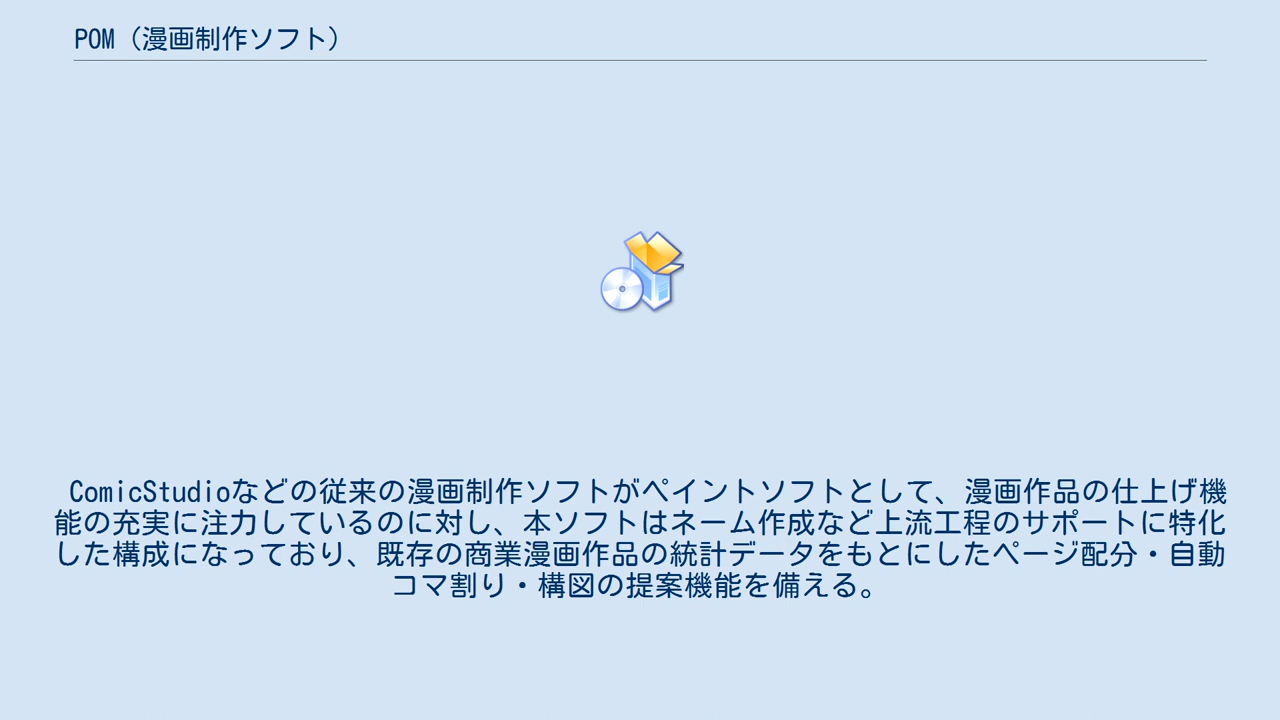 POM（漫画制作ソフト）
ComicStudioなどの従来の漫画制作ソフトがペイントソフトとして、漫画作品の仕上げ機
能の充実に注力しているのに対し、本ソフトはネーム作成など上流工程のサポートに特化
した構成になっており、既存の商業漫画作品の統計データをもとにしたページ配分・自動
コマ割り・構図の提案機能を備える。